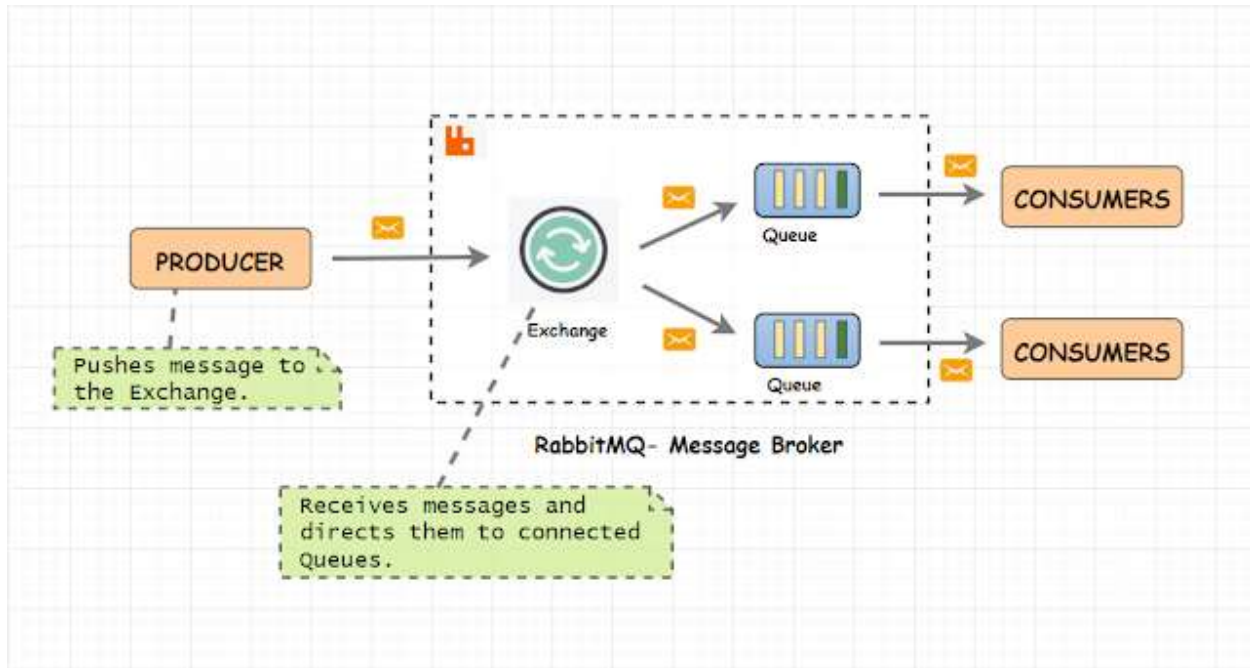 PRODUCER
Pushes message to
the Exchange.
Exchange
Queue
Queue
CONSUMERS
CONSUMERS
RabbitMQ- Message Broker
Receives messages and
directs them to connected
Queues.